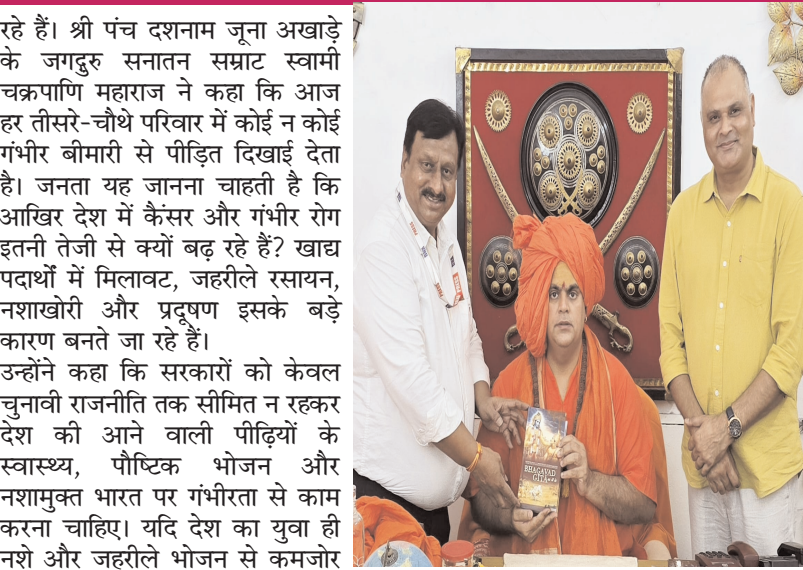 रहे हैं। श्री पंच दशनाम जूना अखाड़े
के जगद्गुरु सनातन सम्राट स्वामी
चक्रपाणि महाराज ने कहा कि आज
हर तीसरे-चौथे परिवार में कोई न कोई
गंभीर बीमारी से पीड़ित दिखाई देता
है। जनता यह जानना चाहती है कि
आखिर देश में कैंसर और गंभीर रोग
इतनी तेजी से क्यों बढ़ रहे हैं? खाद्य
पदार्थों में मिलावट, जहरीले रसायन,
नशाखोरी और प्रदूषण इसके बड़े
कारण बनते जा रहे हैं।
उन्होंने कहा कि सरकारों को केवल
चुनावी राजनीति तक सीमित न रहकर
देश की आने वाली पीढ़ियों के
स्वास्थ्य, पौष्टिक भोजन और
नशामुक्त भारत पर गंभीरता से काम
करना चाहिए। यदि देश का युवा ही
नशे और जहरीले भोजन से कमजोर
BHAGAVAD
GITA